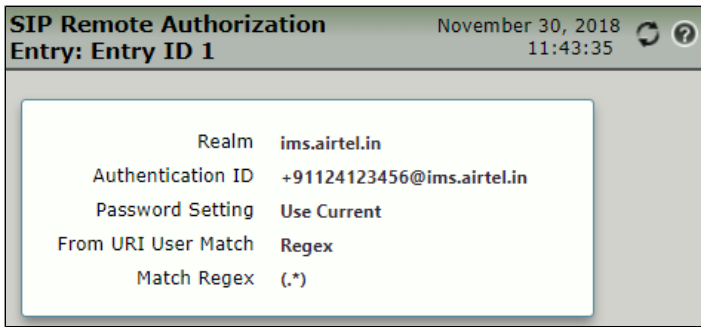 SIP Remote Authorization
Entry: Entry ID 1
November 30, 2018
11:43:35
Realm ims.airtel.in
Authentication ID +91124123456@ims.airtel.in
Password Setting Use Current
From URI User Match Regex
Match Regex (.*)